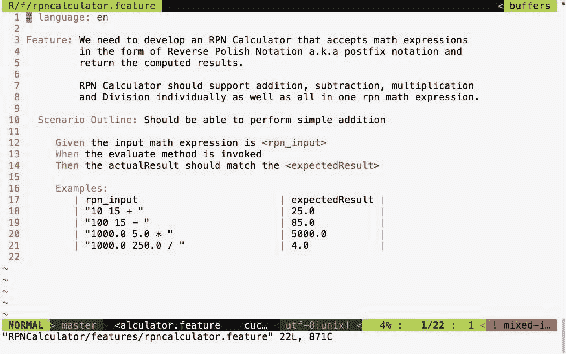 R/f/rpncalculator.feature < buffers
1 # language: en
2
3 Feature: We need to develop an RPN Calculator that accepts math expressions
4 in the form of Reverse Polish Notation a.k.a postfix notation and
5 return the computed results.
6
7 RPN Calculator should support addition, subtraction, multiplication
8 and Division individually as well as all in one rpn math expression.
9
10 Scenario Outline: Should be able to perform simple addition
11
12 Given the input math expression is <rpn_input>
13 When the evaluate method is invoked
14 Then the actualResult should match the <expectedResult>
15
16 Examples:
17 | rpn_input | expectedResult |
18 | "10 15 + " | 25.0 |
19 | "100 15 - " | 85.0 |
20 | "1000.0 5.0 * " | 5000.0 |
21 | "1000.0 250.0 / " | 4.0 |
22
~
~
~
~
~
NORMAL > master <alculator.feature cuc… < utf-8[unix] < 4% : 1/22 : 1 < ! mixed-i…
"RPNCalculator/features/rpncalculator.feature" 22L, 871C